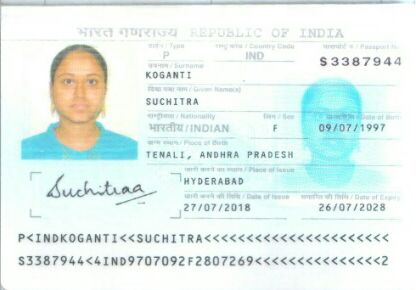 भारत गणराज्य REPUBLIC OF INDIA
टाईप / Type राष्ट्र कोड / Country Code पासपोर्ट न. / Passport No.
P IND S3387944
उपनाम / Surname
KOGANTI
दिया गया नाम / Given Name(s)
SUCHITRA
राष्ट्रीयता / Nationality लिंग / Sex जन्मतिथि / Date of Birth
भारतीय/INDIAN F 09/07/1997
जन्म स्थान / Place of Birth
TENALI, ANDHRA PRADESH
जारी करने का स्थान / Place of Issue
HYDERABAD
Suchitraa
जारी करने की तिथि / Date of Issue समाप्ति की तिथि / Date of Expiry
27/07/2018 26/07/2028
P<INDKOGANTI<<SUCHITRA<<<<<<<<<<<<<<<<<<<<<<
S3387944<4IND9707092F2807269<<<<<<<<<<<<<<2